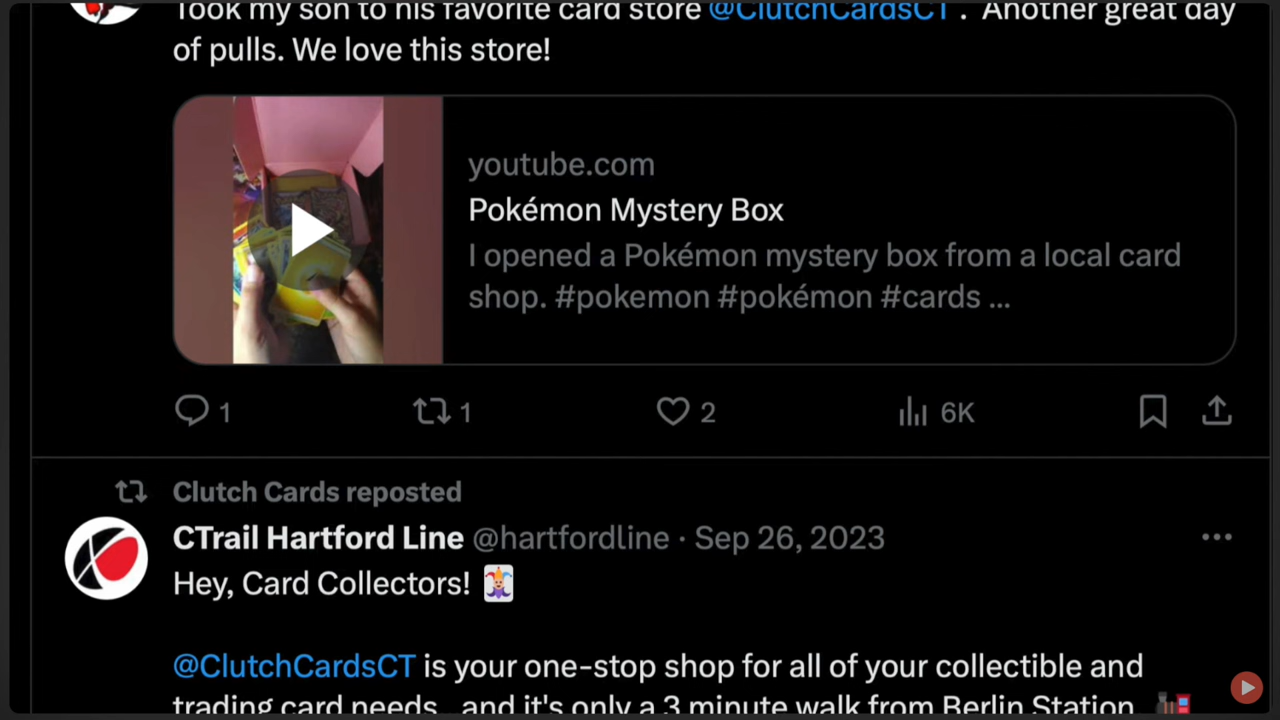 Took my son to his favorite card store @ClutchCardsCT . Another great day
of pulls. We love this store!
youtube.com
Pokémon Mystery Box
I opened a Pokémon mystery box from a local card
shop. #pokemon #pokémon #cards ...
1 1 2 6K
Clutch Cards reposted
CTrail Hartford Line @hartfordline · Sep 26, 2023
Hey, Card Collectors! 🃏
@ClutchCardsCT is your one-stop shop for all of your collectible and
trading card needs.. and it's only a 3 minute walk from Berlin Station